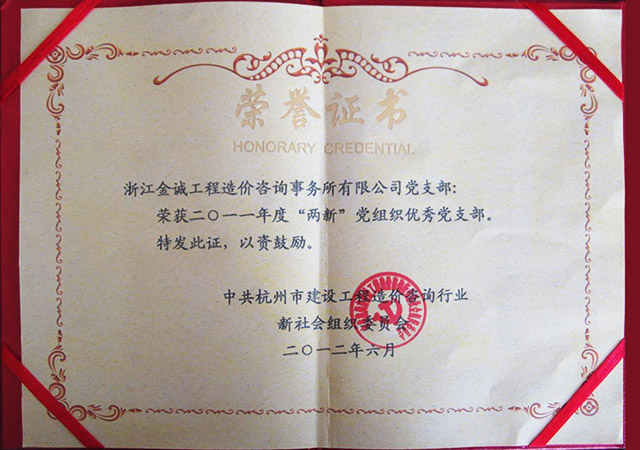 荣誉证书
HONORARY CREDENTIAL
浙江金诚工程造价咨询事务所有限公司党支部：
荣获二〇一一年度“两新”党组织优秀党支部。
特发此证，以资鼓励。
中共杭州市建设工程造价咨询行业
新社会组织委员会
二〇一二年六月